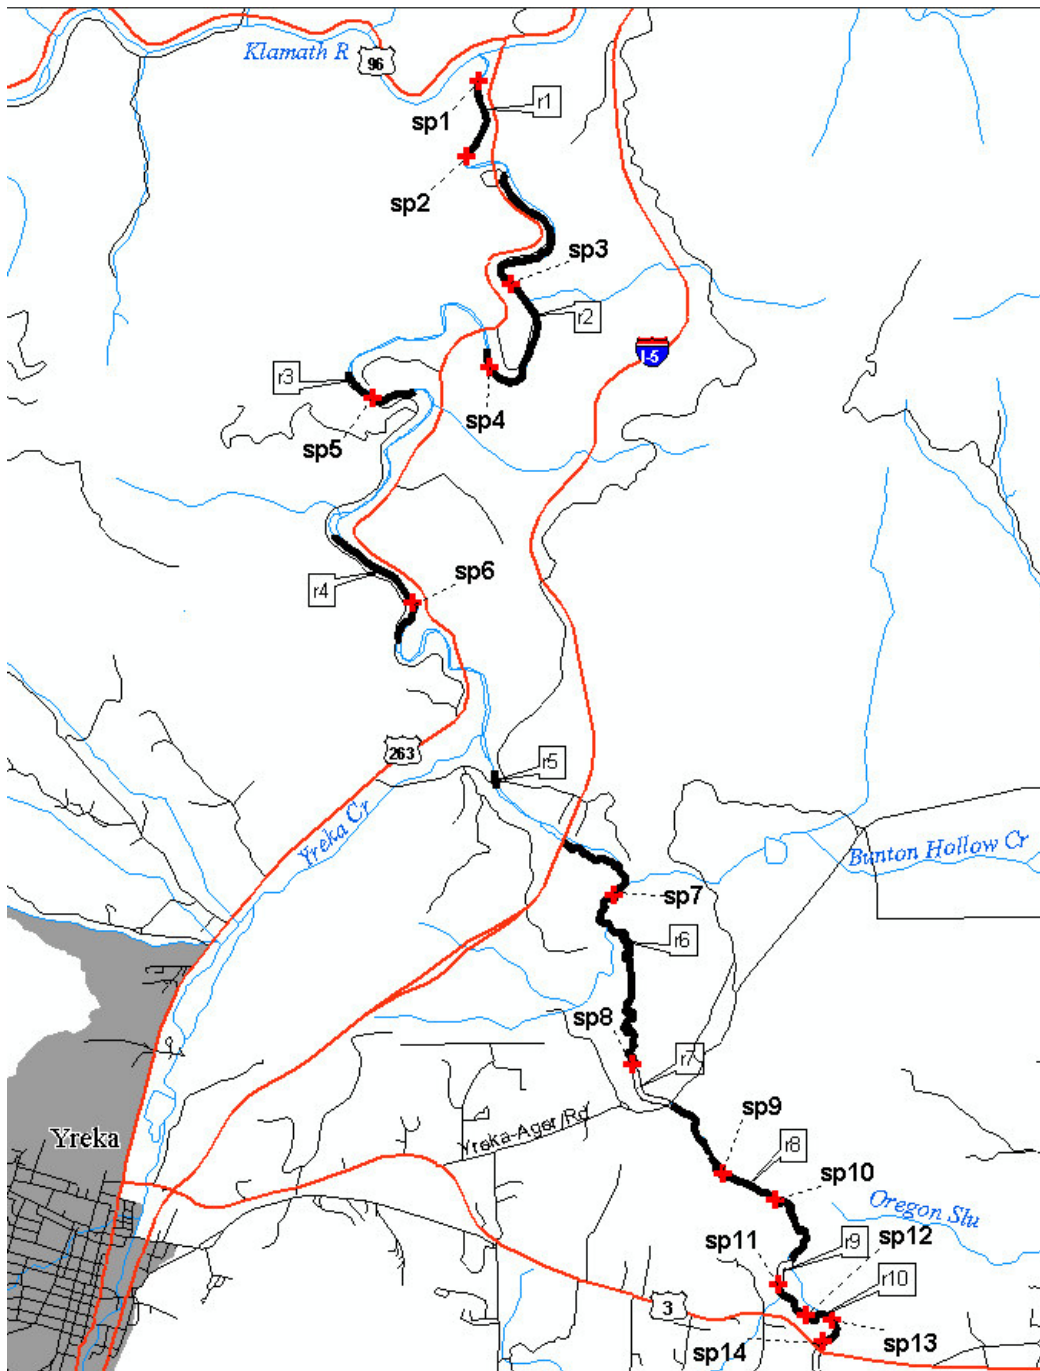 Klamath R
96
sp1
r1
sp2
sp3
r2
I-5
r3
sp4
sp5
sp6
r4
263
r5
Yreka Cr
Bunton Hollow Cr
sp7
r6
sp8
r7
Yreka
Yreka-Ager Rd
sp9
r8
sp10
Oregon Slu
sp11
sp12
r9
r10
3
sp13
sp14